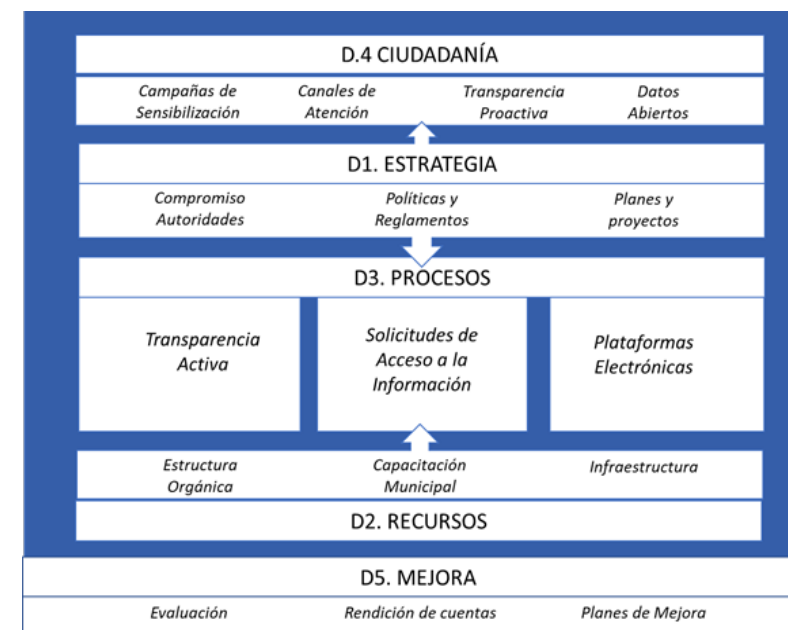 D.4 CIUDADANÍA
Campañas de Sensibilización
Canales de Atención
Transparencia Proactiva
Datos Abiertos
D1. ESTRATEGIA
Compromiso Autoridades
Políticas y Reglamentos
Planes y proyectos
D3. PROCESOS
Transparencia Activa
Solicitudes de Acceso a la Información
Plataformas Electrónicas
Estructura Orgánica
Capacitación Municipal
Infraestructura
D2. RECURSOS
D5. MEJORA
Evaluación
Rendición de cuentas
Planes de Mejora